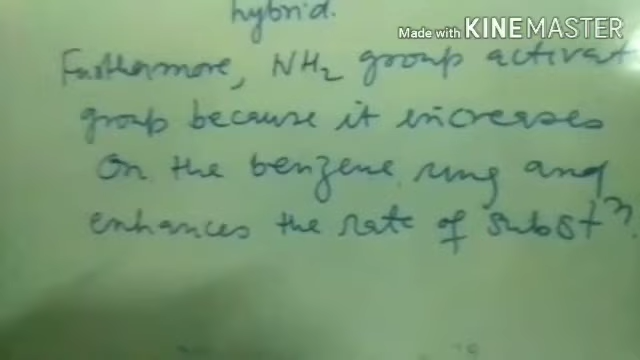 hybrid.
Made with KINEMASTER
Furthermore, NH2 group activat
group because it increases
on the benzene ring and
enhances the rate of substn.